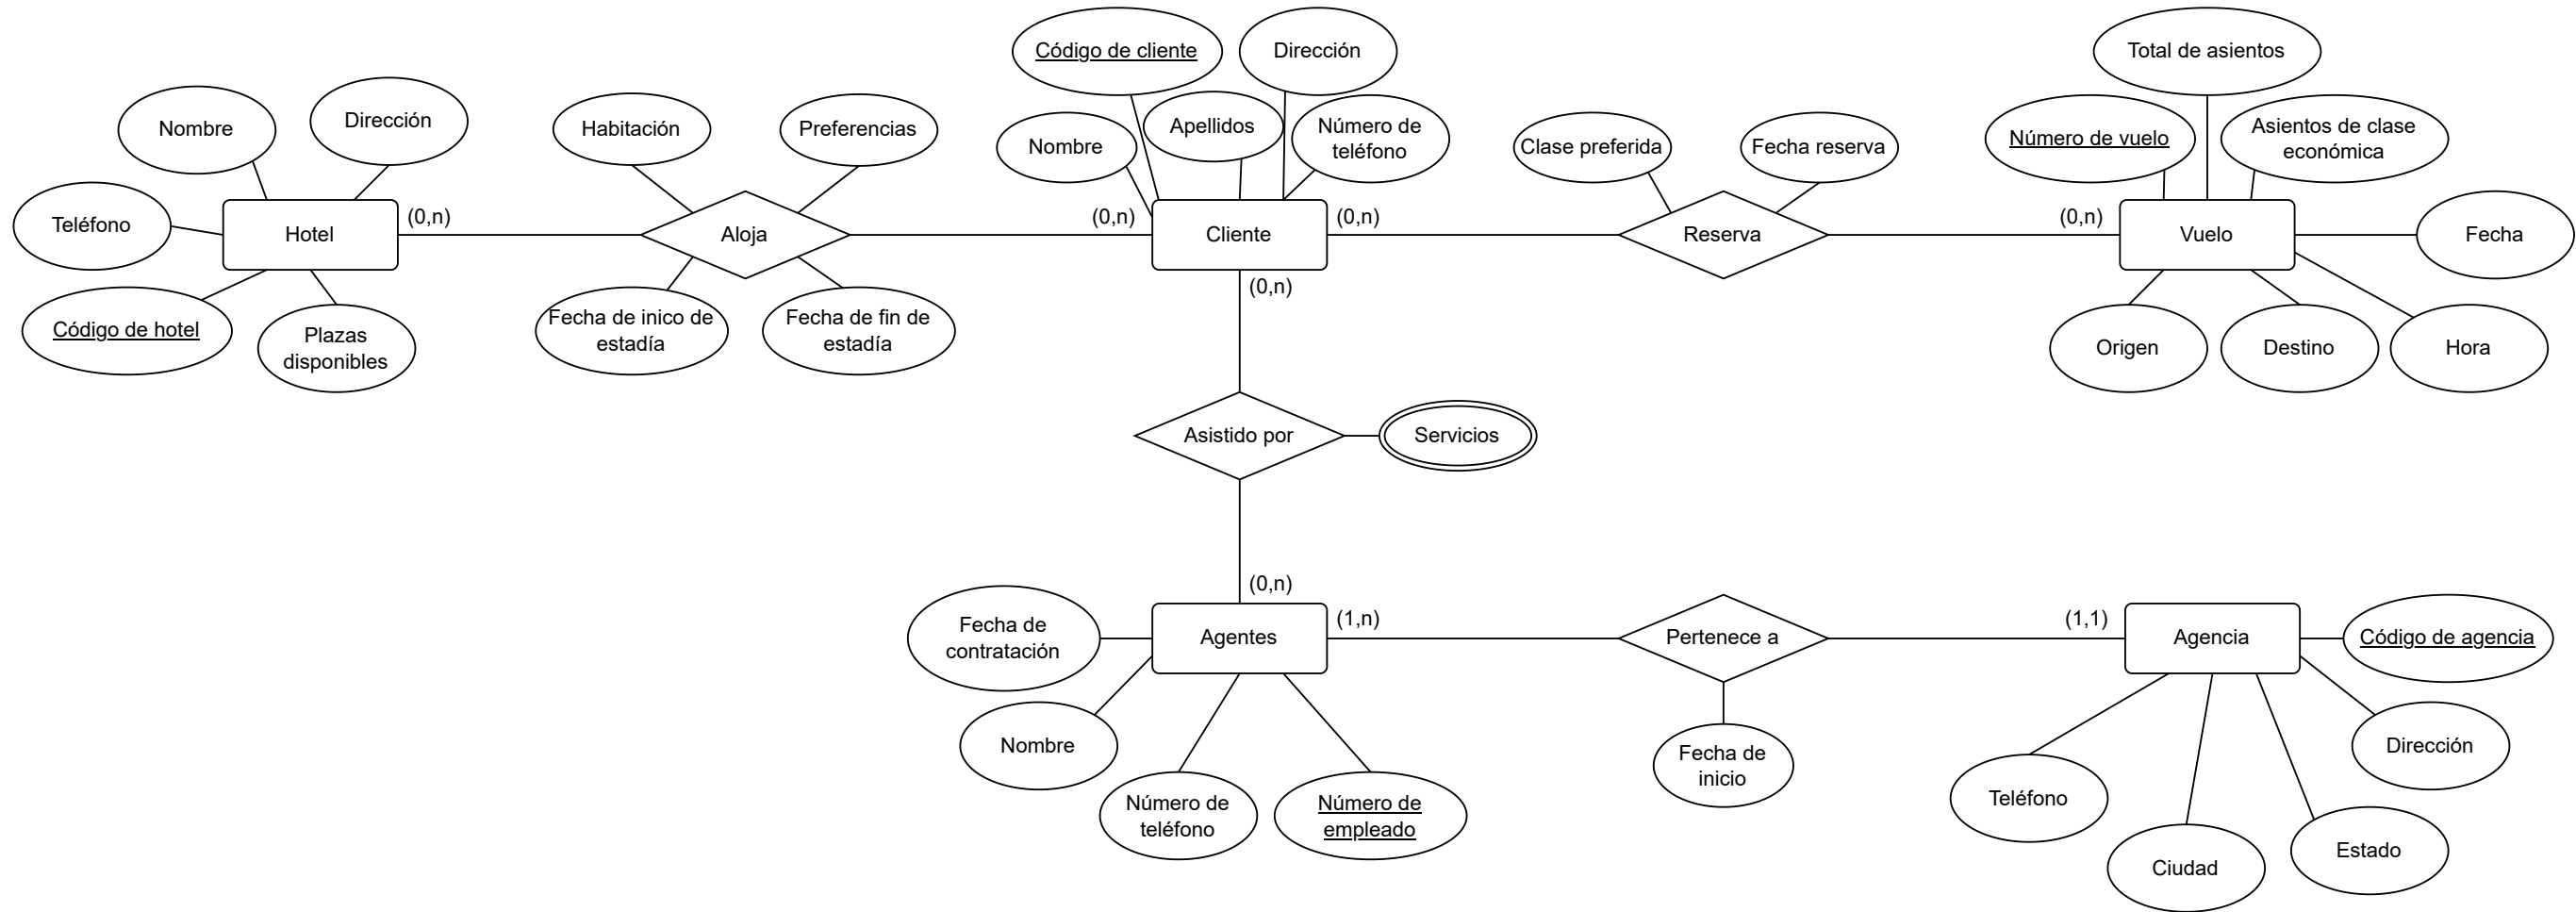 Código de cliente
Dirección
Total de asientos
Nombre
Dirección
Habitación
Preferencias
Nombre
Apellidos
Número de
teléfono
Clase preferida
Fecha reserva
Número de vuelo
Asientos de clase
económica
Teléfono
Hotel
(0,n)
Aloja
(0,n)
Cliente
(0,n)
Reserva
(0,n)
Vuelo
Fecha
Código de hotel
Plazas
disponibles
Fecha de inico de
estadía
Fecha de fin de
estadía
(0,n)
Origen
Destino
Hora
Asistido por
Servicios
(0,n)
Fecha de
contratación
Agentes
(1,n)
Pertenece a
(1,1)
Agencia
Código de agencia
Nombre
Número de
teléfono
Número de
empleado
Fecha de
inicio
Teléfono
Ciudad
Estado
Dirección